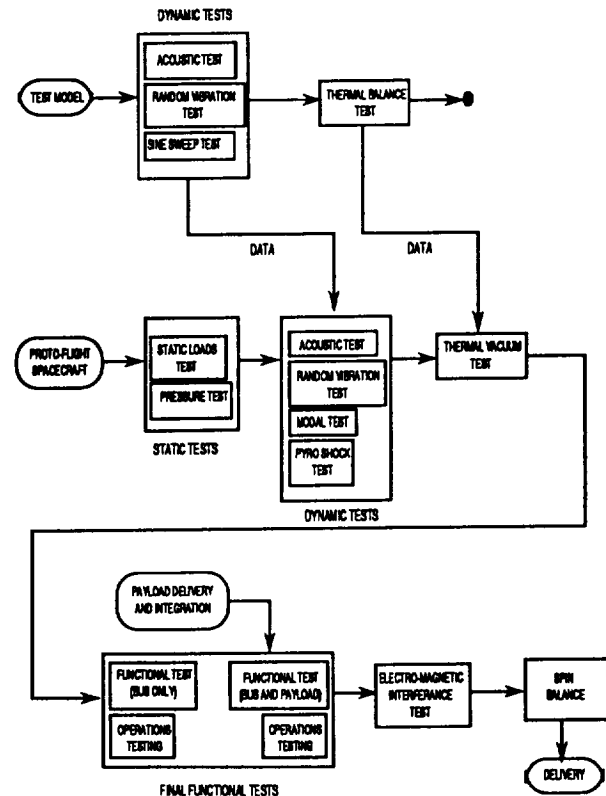 DYNAMIC TESTS
ACOUSTIC TEST
TEST MODEL
RANDOM VIBRATION
TEST
SINE SWEEP TEST
THERMAL BALANCE
TEST
DATA
DATA
PROTO-FLIGHT
SPACECRAFT
STATIC LOADS
TEST
PRESSURE TEST
STATIC TESTS
ACOUSTIC TEST
RANDOM VIBRATION
TEST
MODAL TEST
PYRO SHOCK
TEST
DYNAMIC TESTS
THERMAL VACUUM
TEST
PAYLOAD DELIVERY
AND INTEGRATION
FUNCTIONAL TEST
(BUS ONLY)
OPERATIONS
TESTING
FUNCTIONAL TEST
(BUS AND PAYLOAD)
OPERATIONS
TESTING
FINAL FUNCTIONAL TESTS
ELECTRO-MAGNETIC
INTERFERANCE
TEST
SPIN
BALANCE
DELIVERY